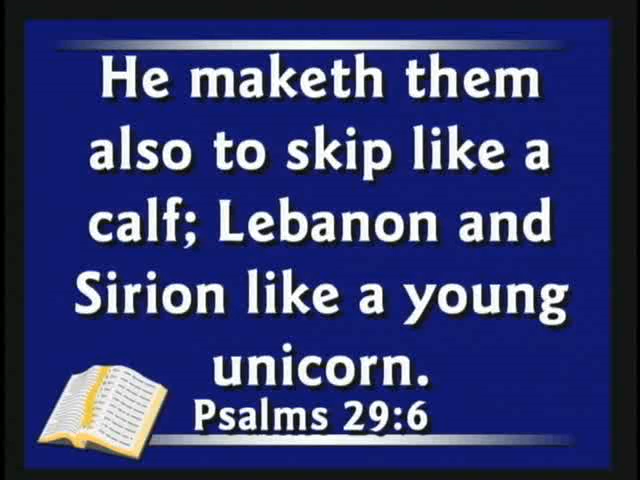 He maketh them
also to skip like a
calf; Lebanon and
Sirion like a young
unicorn.
Psalms 29:6